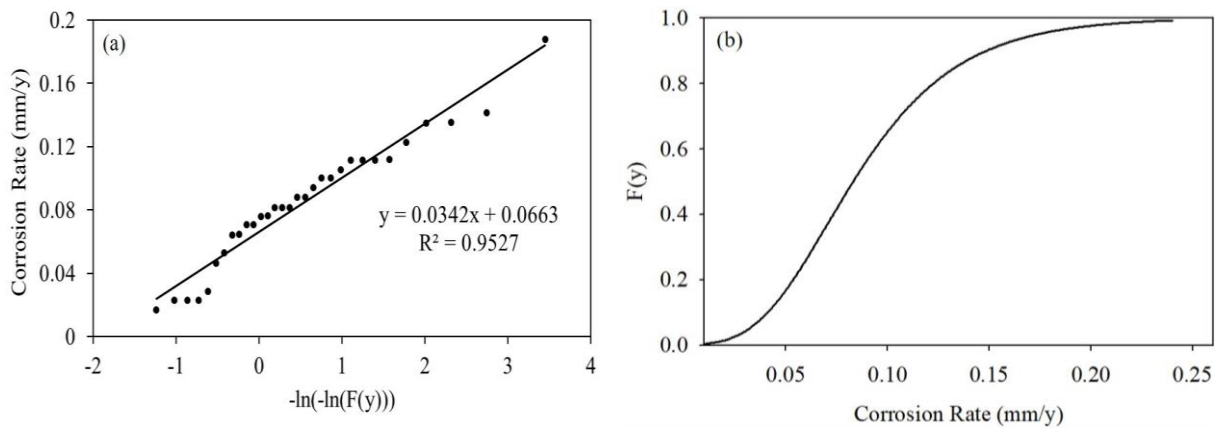 (a)
Corrosion Rate (mm/y)
0.2
0.16
0.12
0.08
0.04
0
y = 0.0342x + 0.0663
R² = 0.9527
-2 -1 0 1 2 3 4
-ln(-ln(F(y)))
(b)
F(y)
1.0
0.8
0.6
0.4
0.2
0.0
0.05 0.10 0.15 0.20 0.25
Corrosion Rate (mm/y)